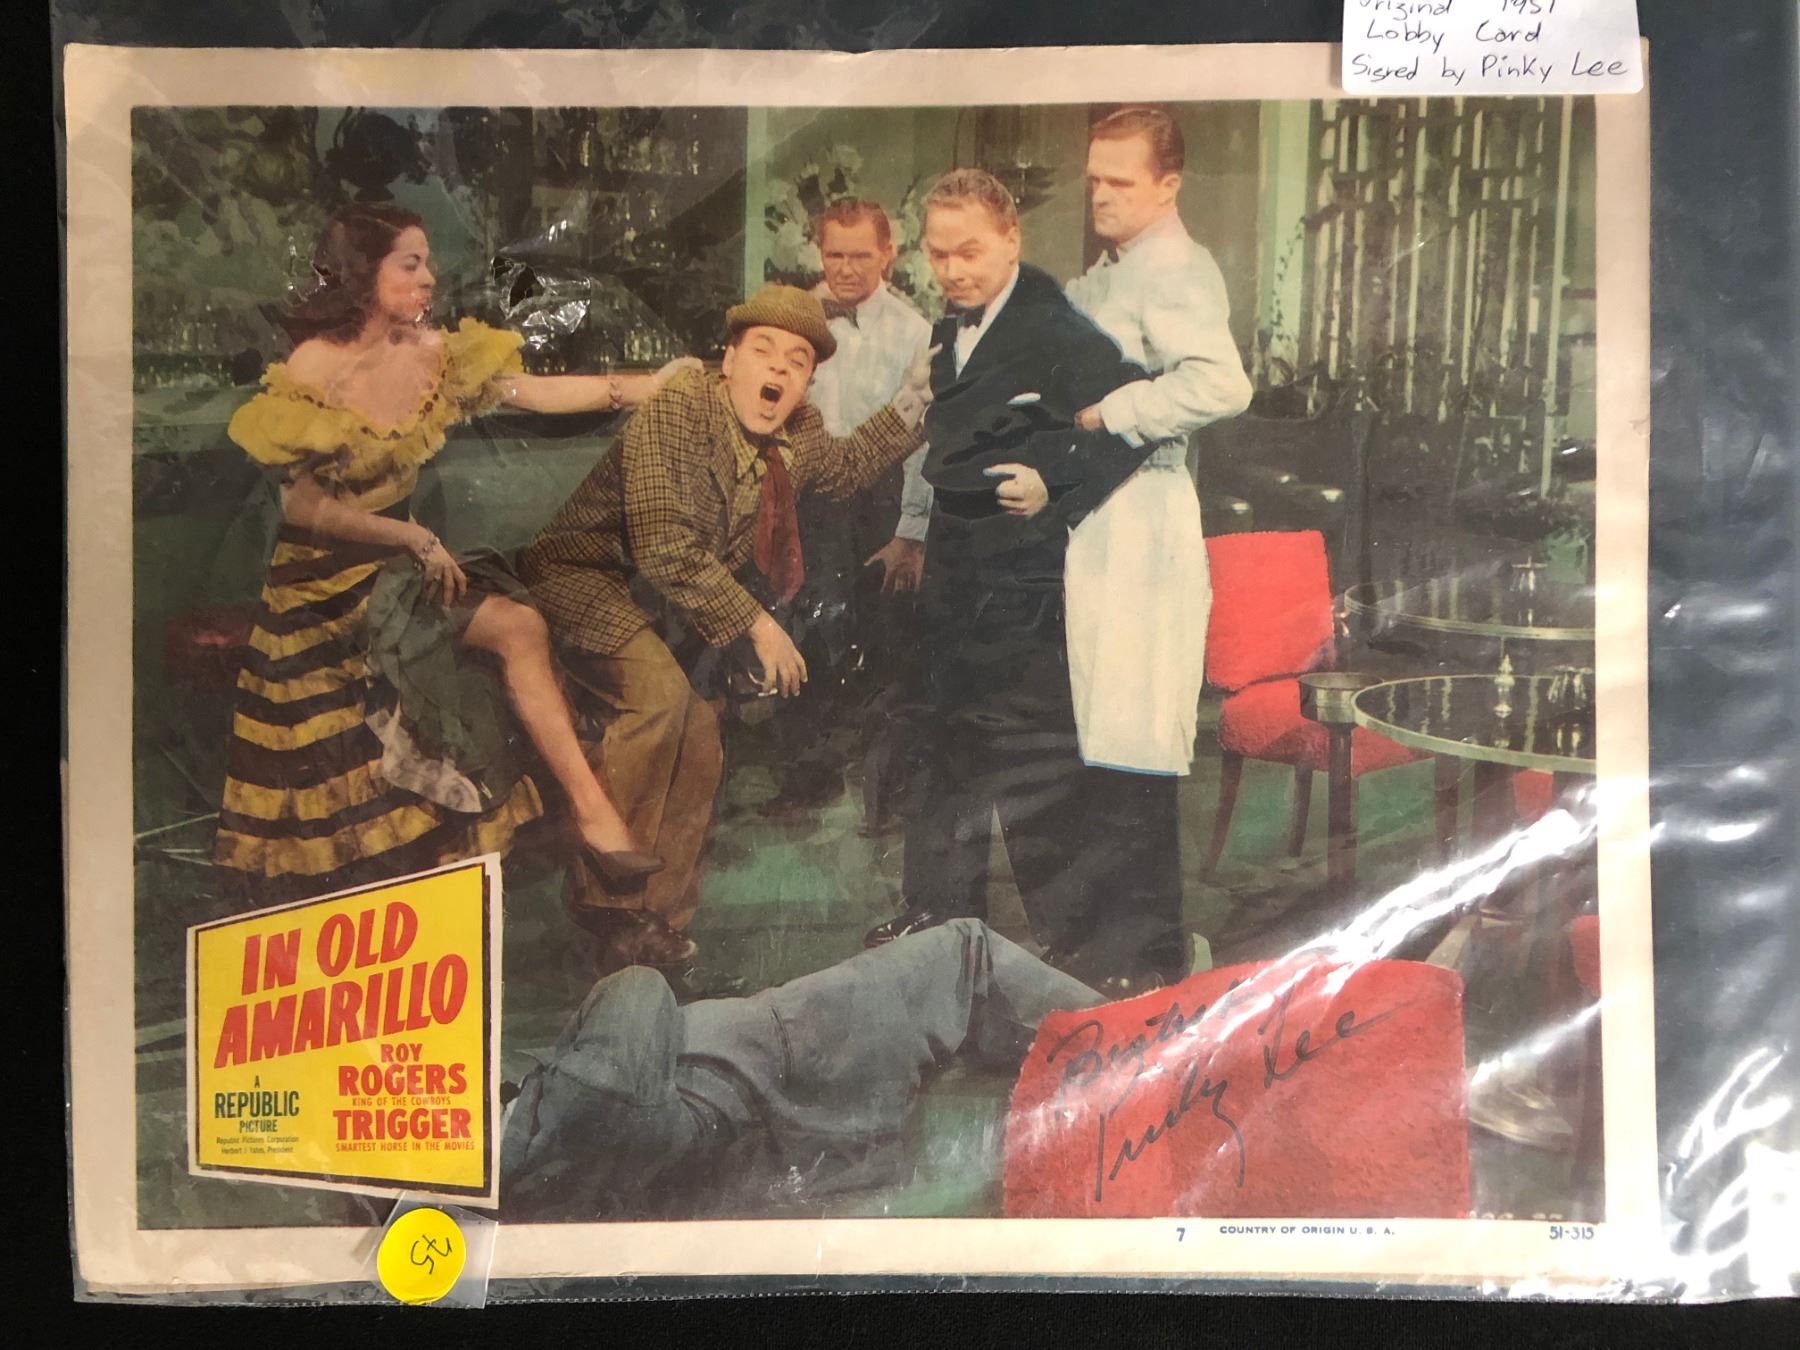 Original 1951
Lobby Card
Signed by Pinky Lee
IN OLD
AMARILLO
ROY
ROGERS
KING OF THE COWBOYS
TRIGGER
SMARTEST HORSE IN THE MOVIES
A
REPUBLIC
PICTURE
Republic Pictures Corporation
Herbert J. Yates, President
Pinky Lee
7 COUNTRY OF ORIGIN U. S. A. 51-315